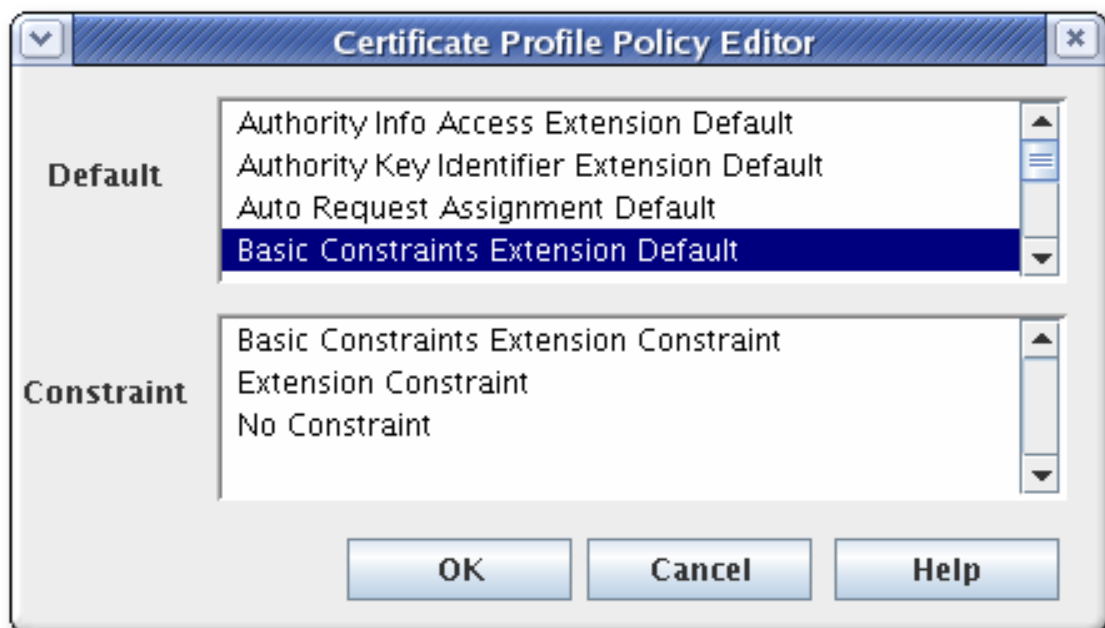 Certificate Profile Policy Editor
Default
Authority Info Access Extension Default
Authority Key Identifier Extension Default
Auto Request Assignment Default
Basic Constraints Extension Default
Constraint
Basic Constraints Extension Constraint
Extension Constraint
No Constraint
OK
Cancel
Help